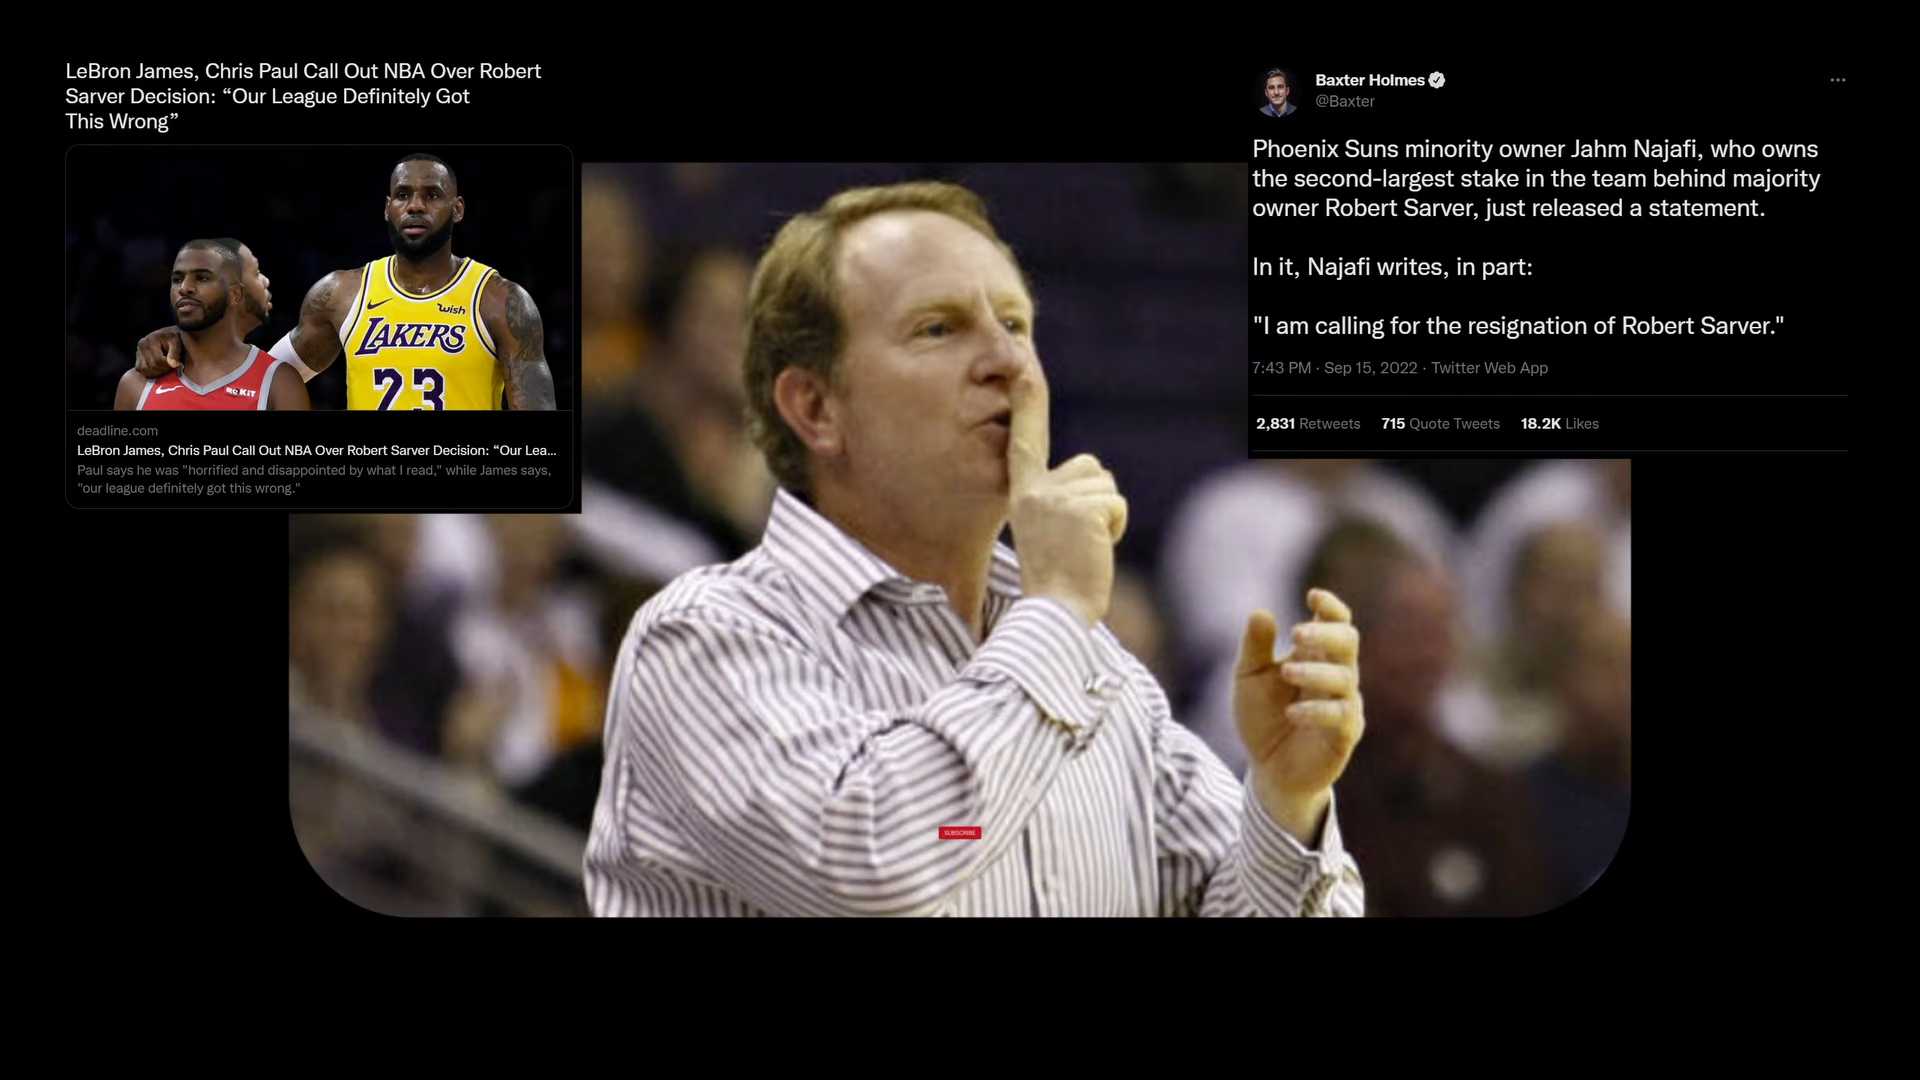 LeBron James, Chris Paul Call Out NBA Over Robert
Sarver Decision: “Our League Definitely Got
This Wrong”
wish
LAKERS
23
ROKiT
deadline.com
LeBron James, Chris Paul Call Out NBA Over Robert Sarver Decision: “Our Lea...
Paul says he was "horrified and disappointed by what I read," while James says,
"our league definitely got this wrong."
Baxter Holmes
@Baxter
Phoenix Suns minority owner Jahm Najafi, who owns
the second-largest stake in the team behind majority
owner Robert Sarver, just released a statement.
In it, Najafi writes, in part:
"I am calling for the resignation of Robert Sarver."
7:43 PM · Sep 15, 2022 · Twitter Web App
2,831 Retweets 715 Quote Tweets 18.2K Likes
SUBSCRIBE